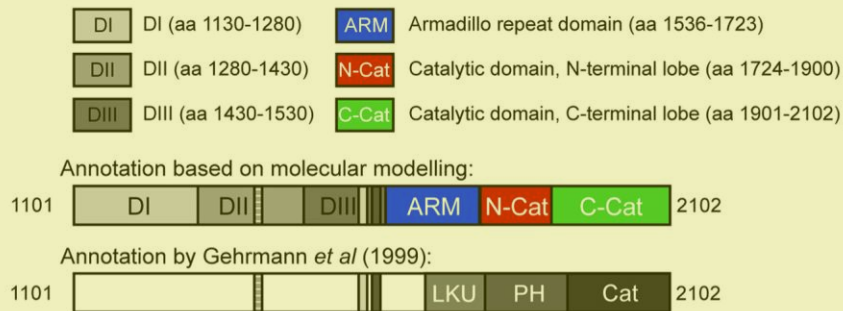 DI DI (aa 1130-1280) ARM Armadillo repeat domain (aa 1536-1723)
DII DII (aa 1280-1430) N-Cat Catalytic domain, N-terminal lobe (aa 1724-1900)
DIII DIII (aa 1430-1530) C-Cat Catalytic domain, C-terminal lobe (aa 1901-2102)
Annotation based on molecular modelling:
1101 DI DII DIII ARM N-Cat C-Cat 2102
Annotation by Gehrmann et al (1999):
1101 LKU PH Cat 2102